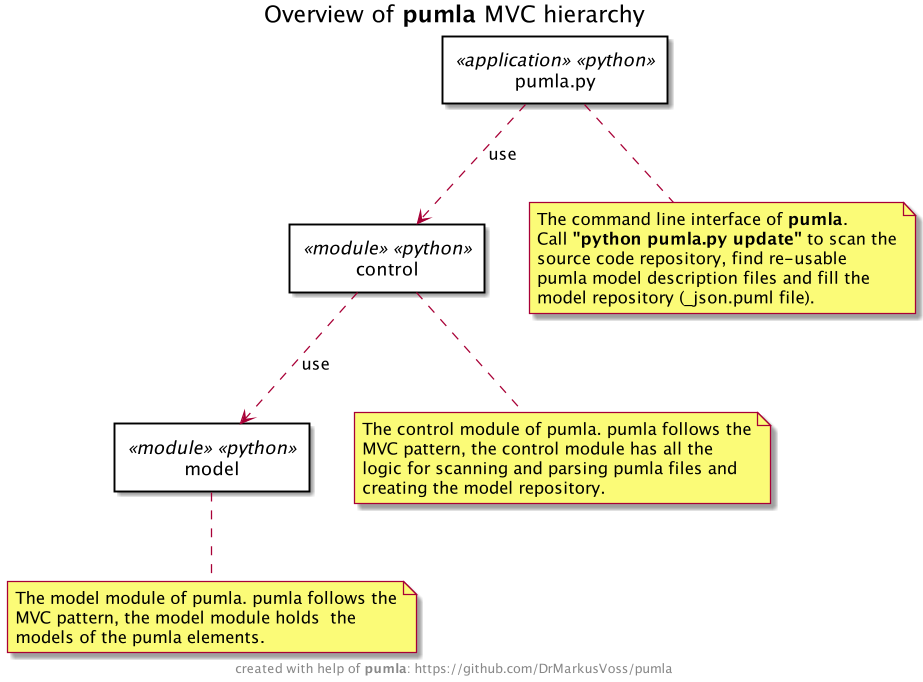 Overview of pumla MVC hierarchy
«application» «python»
pumla.py
use
The command line interface of pumla.
Call "python pumla.py update" to scan the
source code repository, find re-usable
pumla model description files and fill the
model repository (_json.puml file).
«module» «python»
control
use
The control module of pumla. pumla follows the
MVC pattern, the control module has all the
logic for scanning and parsing pumla files and
creating the model repository.
«module» «python»
model
The model module of pumla. pumla follows the
MVC pattern, the model module holds  the
models of the pumla elements.
created with help of pumla: https://github.com/DrMarkusVoss/pumla